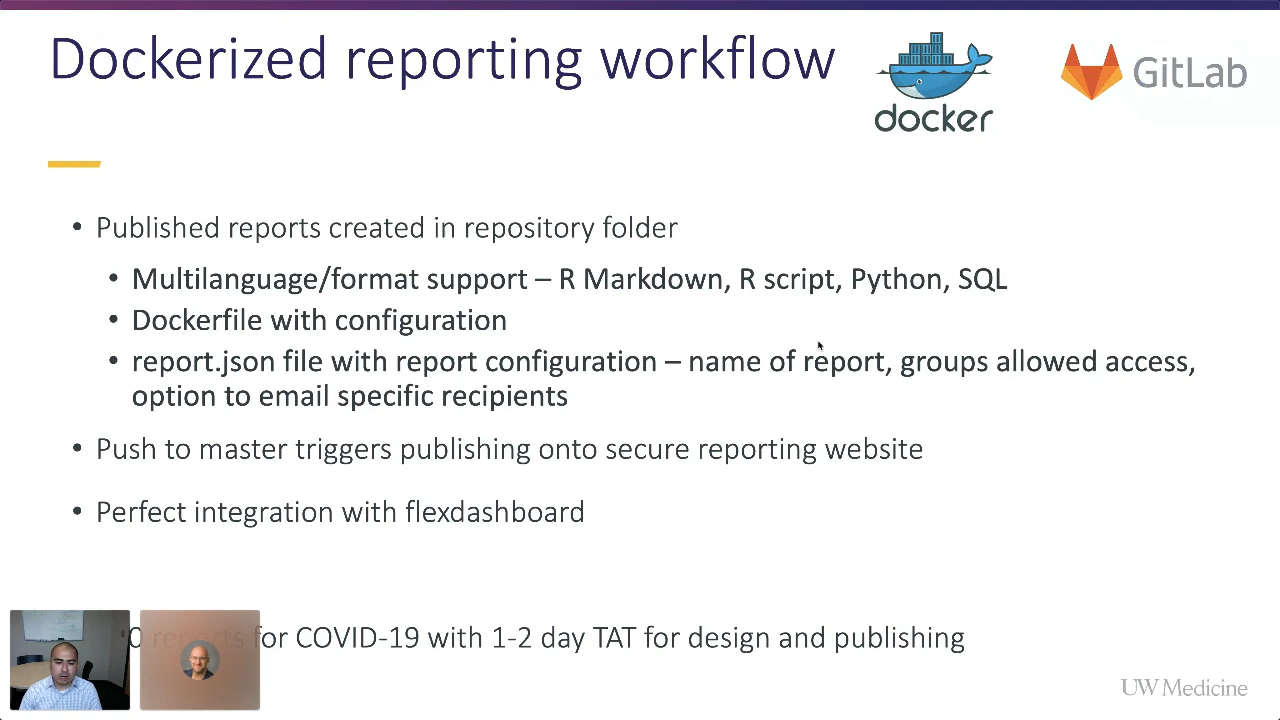 Dockerized reporting workflow
docker
GitLab
• Published reports created in repository folder
• Multilanguage/format support – R Markdown, R script, Python, SQL
• Dockerfile with configuration
• report.json file with report configuration – name of report, groups allowed access,
option to email specific recipients
• Push to master triggers publishing onto secure reporting website
• Perfect integration with flexdashboard
reports for COVID-19 with 1-2 day TAT for design and publishing
UW Medicine